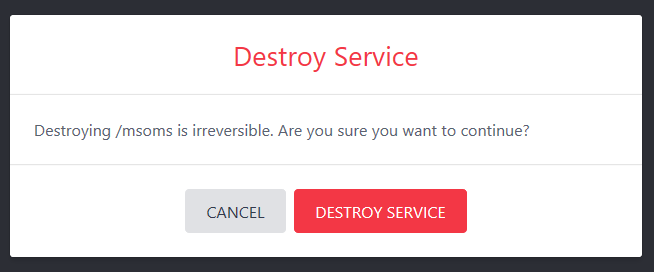 Destroy Service
Destroying /msoms is irreversible. Are you sure you want to continue?
CANCEL
DESTROY SERVICE